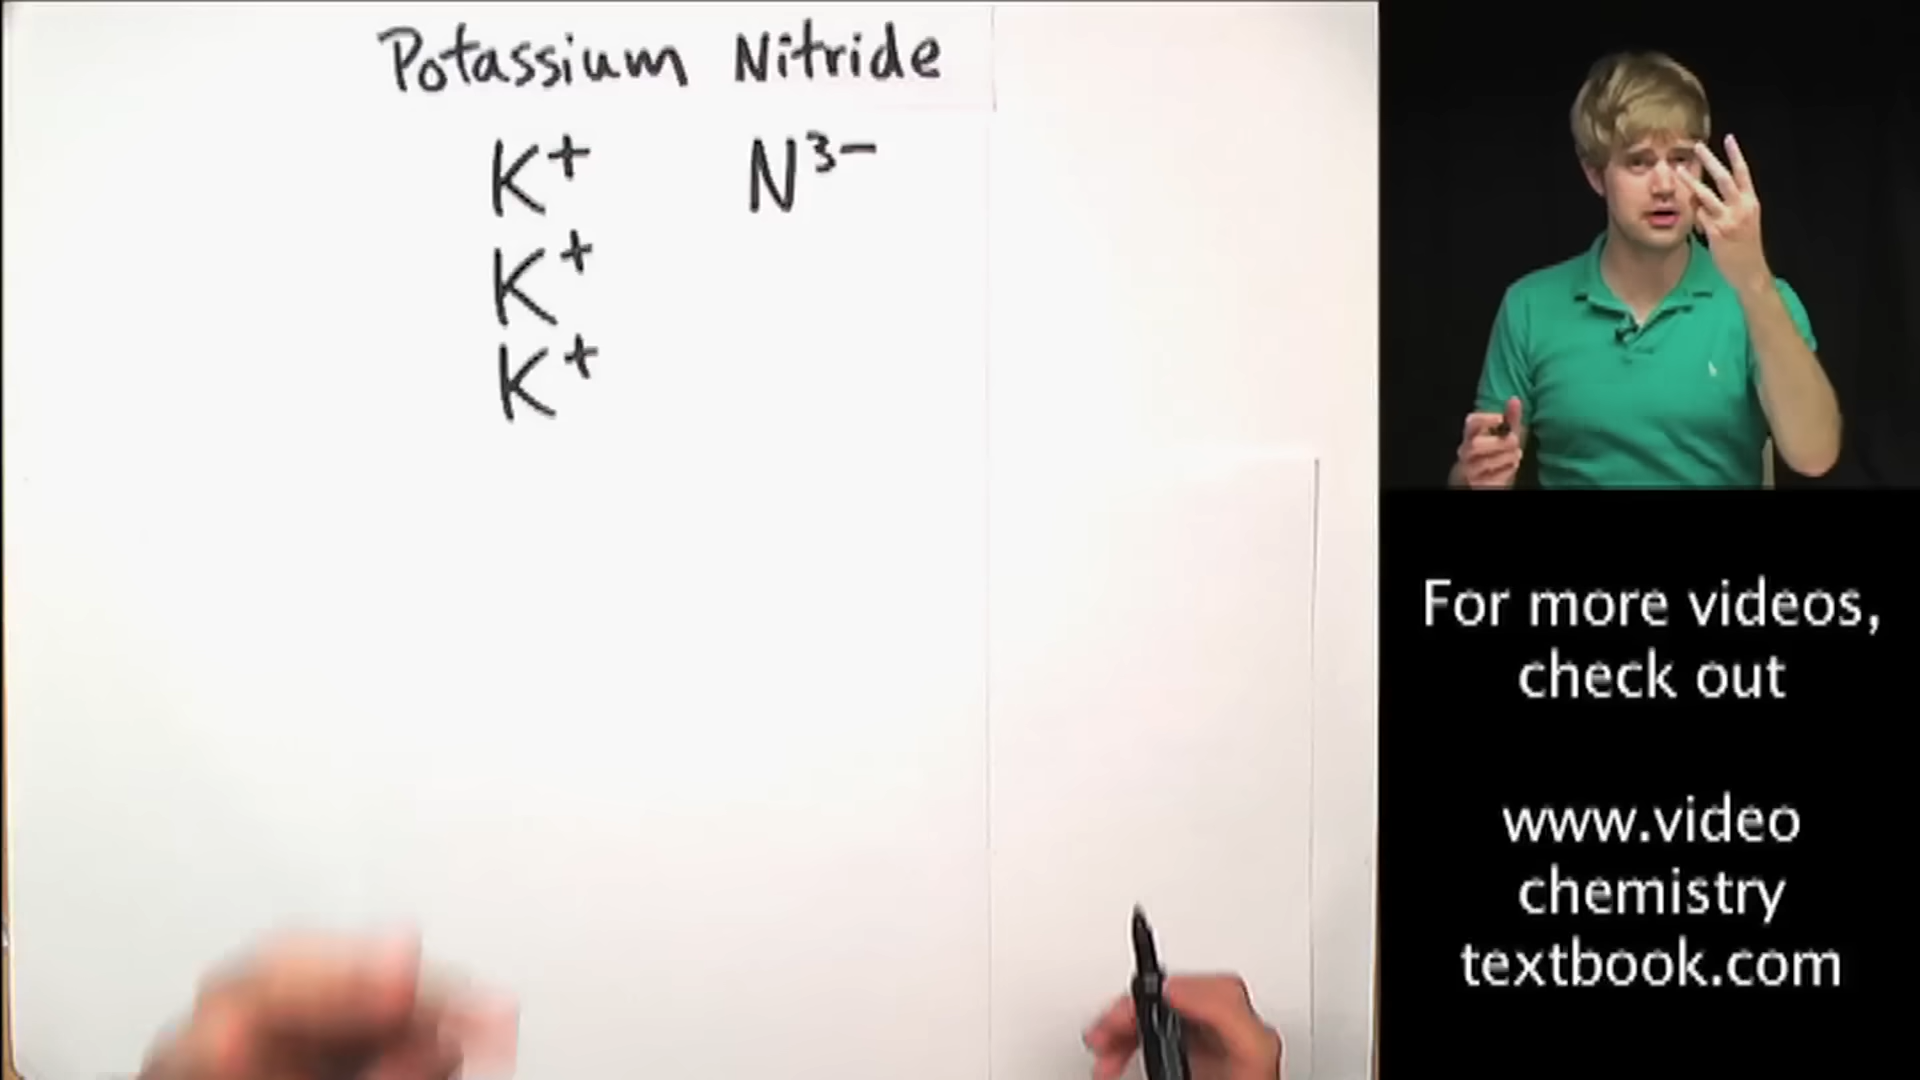 Potassium Nitride
K⁺ N³⁻
K⁺
K⁺
For more videos,
check out
www.video
chemistry
textbook.com